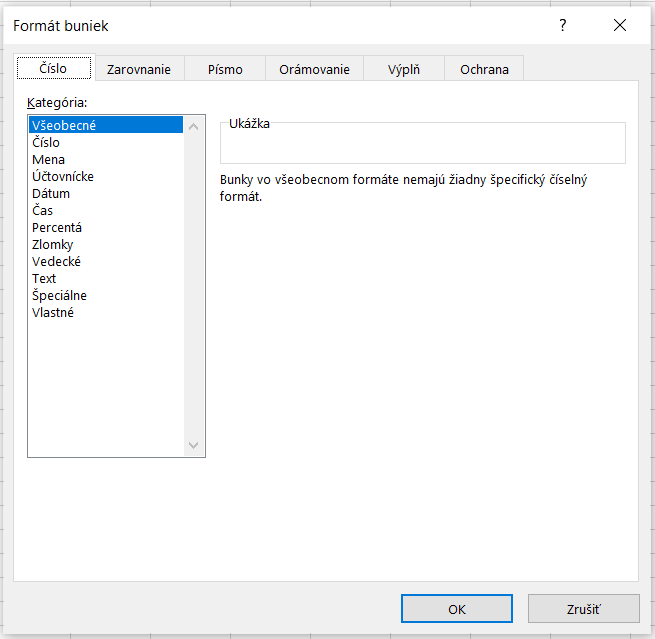 Formát buniek
?
Číslo
Zarovnanie
Písmo
Orámovanie
Výplň
Ochrana
Kategória:
Všeobecné
Číslo
Mena
Účtovnícke
Dátum
Čas
Percentá
Zlomky
Vedecké
Text
Špeciálne
Vlastné
Ukážka
Bunky vo všeobecnom formáte nemajú žiadny špecifický číselný
formát.
OK
Zrušiť